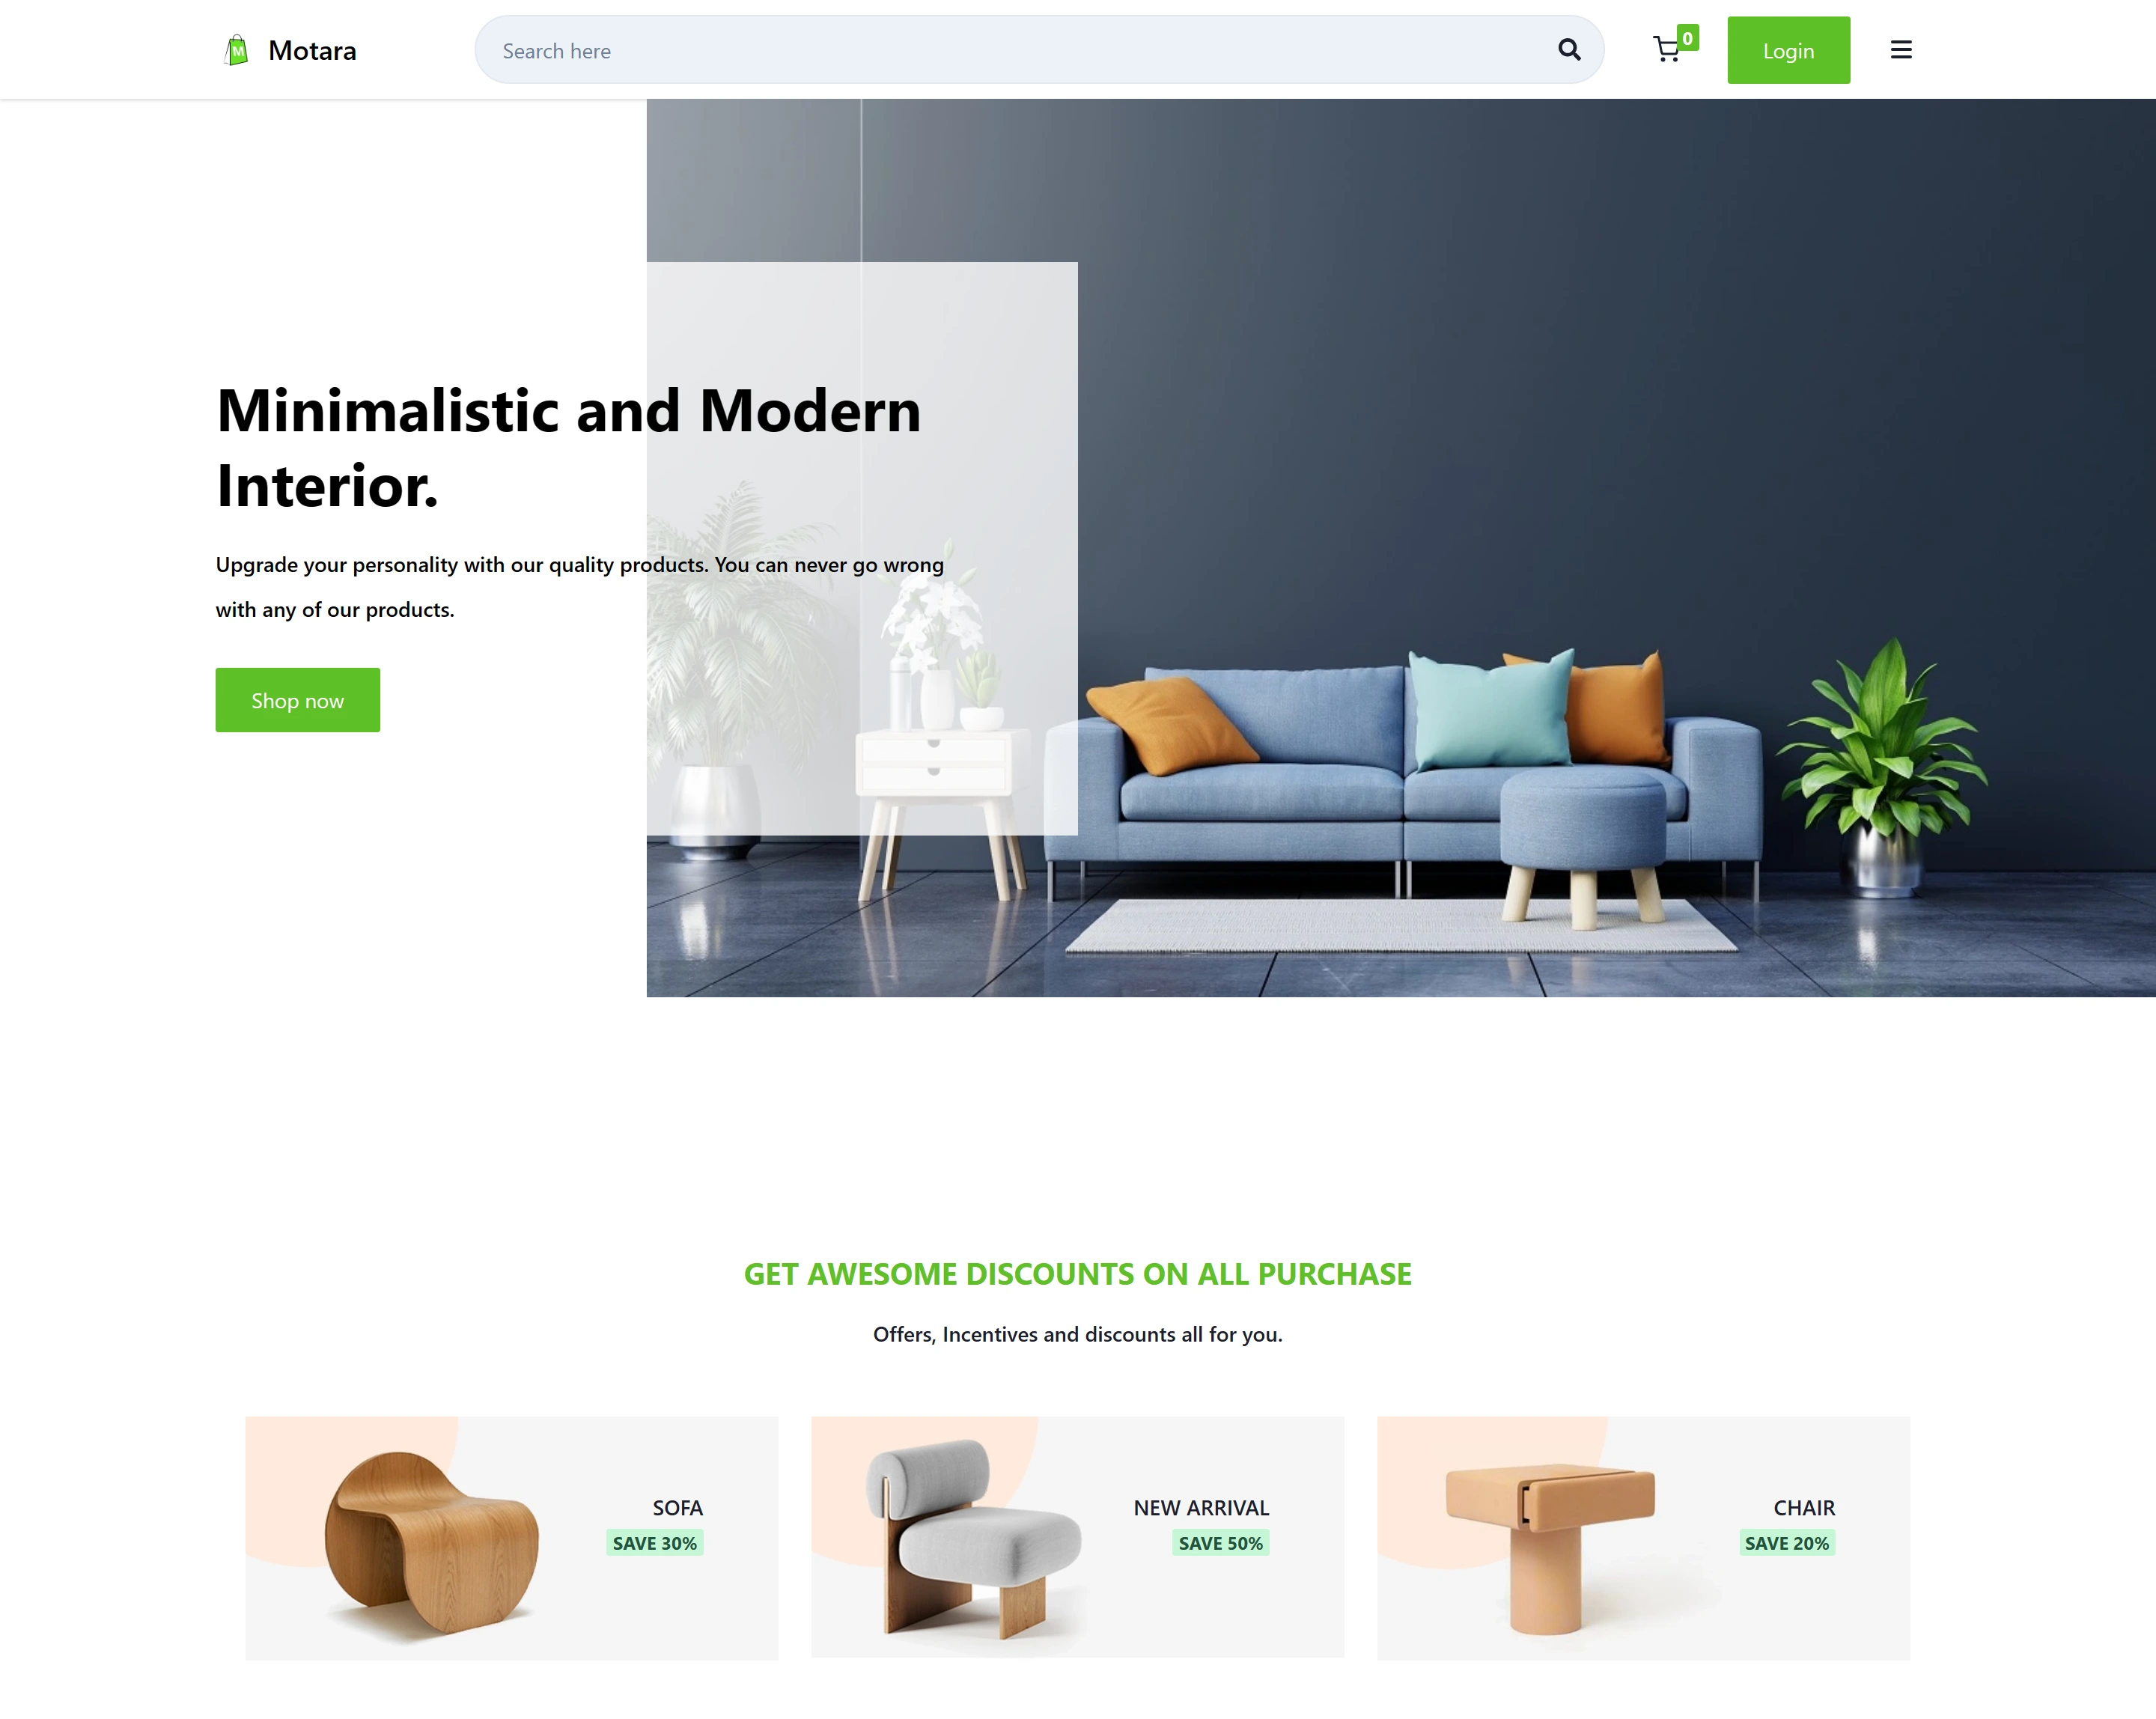 M
Motara
Search here
0
Login
Minimalistic and Modern
Interior.
Upgrade your personality with our quality products. You can never go wrong
with any of our products.
Shop now
GET AWESOME DISCOUNTS ON ALL PURCHASE
Offers, Incentives and discounts all for you.
SOFA
SAVE 30%
NEW ARRIVAL
SAVE 50%
CHAIR
SAVE 20%